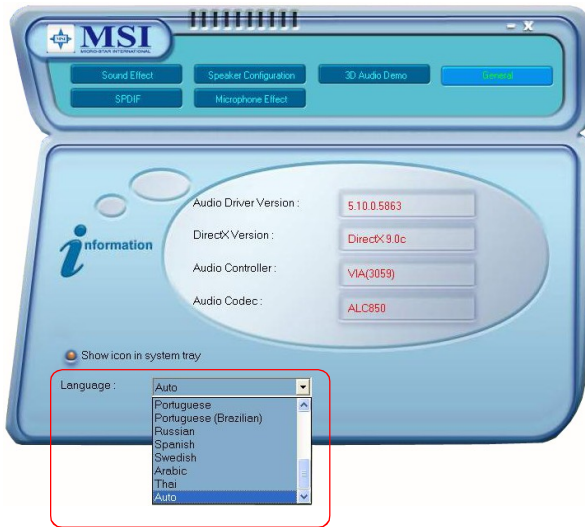 MSI
MICRO-STAR INTERNATIONAL
- X
Sound Effect
Speaker Configuration
3D Audio Demo
General
SPDIF
Microphone Effect
information
Audio Driver Version :
5.10.0.5863
DirectX Version :
DirectX 9.0c
Audio Controller :
VIA(3059)
Audio Codec :
ALC850
Show icon in system tray
Language :
Auto
Portuguese
Portuguese (Brazilian)
Russian
Spanish
Swedish
Arabic
Thai
Auto